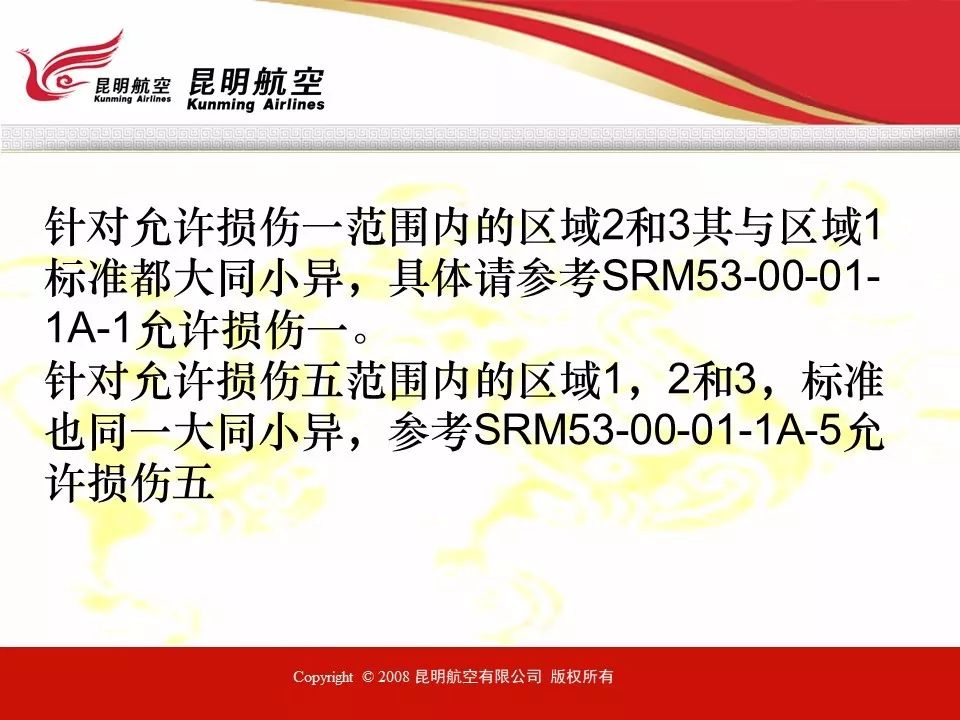 昆明航空
Kunming Airlines
昆明航空
Kunming Airlines
针对允许损伤一范围内的区域2和3其与区域1
标准都大同小异，具体请参考SRM53-00-01-
1A-1允许损伤一。
针对允许损伤五范围内的区域1，2和3，标准
也同一大同小异，参考SRM53-00-01-1A-5允
许损伤五
Copyright © 2008 昆明航空有限公司 版权所有